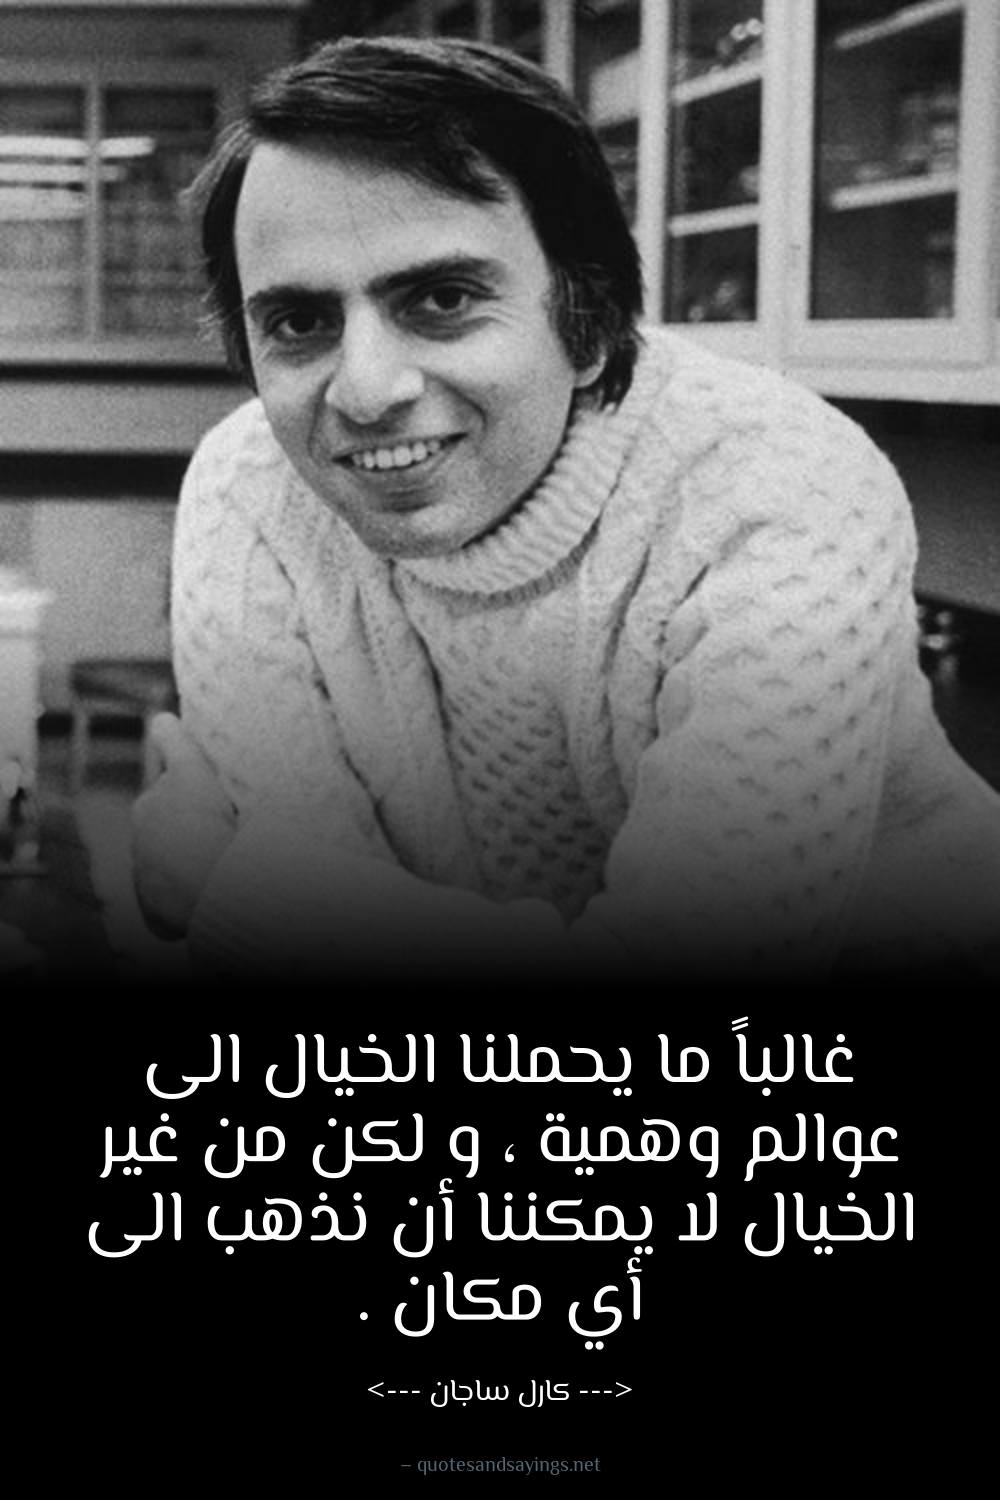 غالباً ما يحملنا الخيال الى
عوالم وهمية ، و لكن من غير
الخيال لا يمكننا أن نذهب الى
أي مكان .
<--- كارل ساجان --->
– quotesandsayings.net